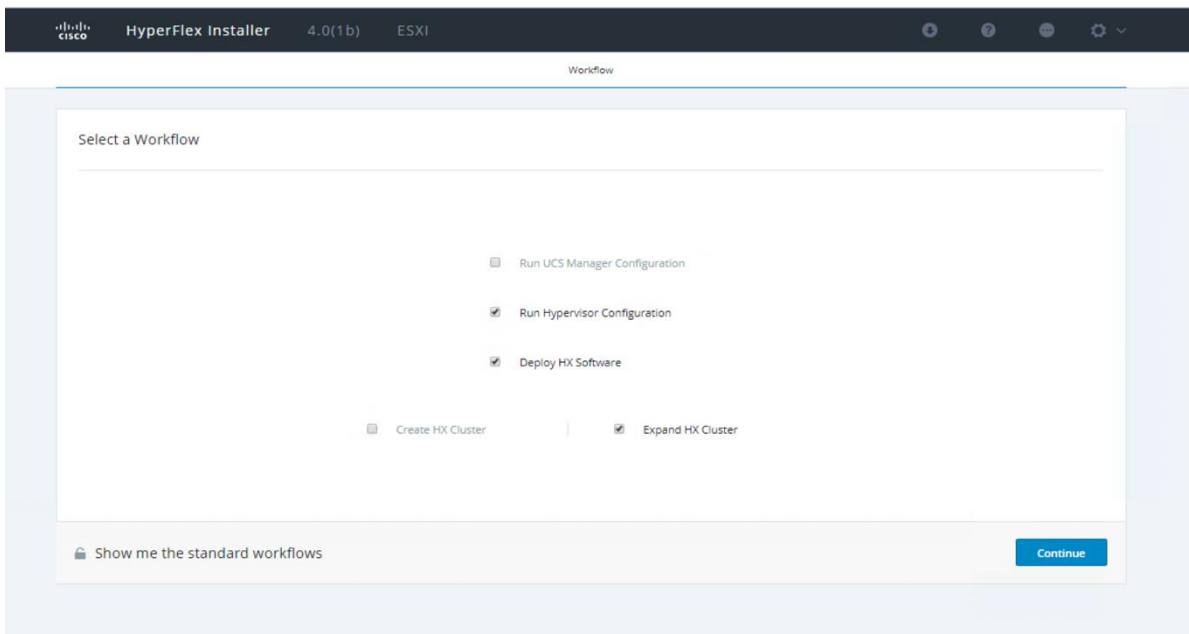 cisco HyperFlex Installer 4.0(1b) ESXI
Workflow
Select a Workflow
Run UCS Manager Configuration
Run Hypervisor Configuration
Deploy HX Software
Create HX Cluster Expand HX Cluster
Show me the standard workflows Continue